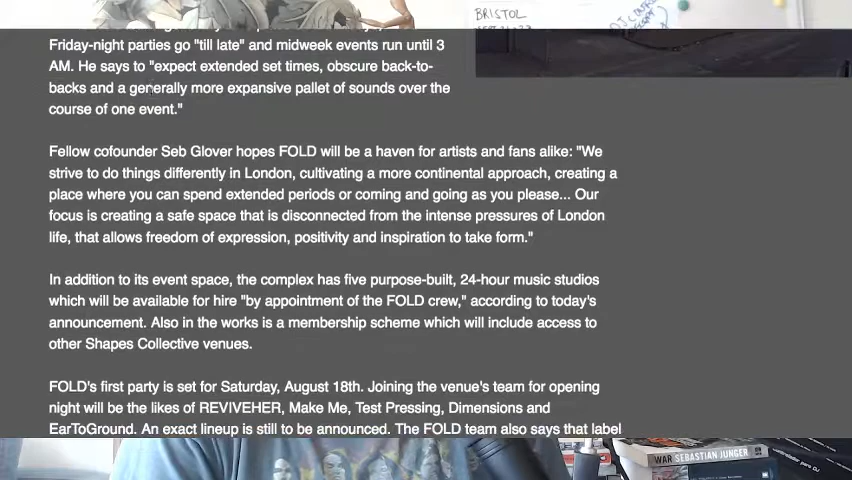 BRISTOL
Friday-night parties go "till late" and midweek events run until 3
AM. He says to "expect extended set times, obscure back-to-
backs and a generally more expansive pallet of sounds over the
course of one event."
Fellow cofounder Seb Glover hopes FOLD will be a haven for artists and fans alike: "We
strive to do things differently in London, cultivating a more continental approach, creating a
place where you can spend extended periods or coming and going as you please... Our
focus is creating a safe space that is disconnected from the intense pressures of London
life, that allows freedom of expression, positivity and inspiration to take form."
In addition to its event space, the complex has five purpose-built, 24-hour music studios
which will be available for hire "by appointment of the FOLD crew," according to today's
announcement. Also in the works is a membership scheme which will include access to
other Shapes Collective venues.
FOLD's first party is set for Saturday, August 18th. Joining the venue's team for opening
night will be the likes of REVIVEHER, Make Me, Test Pressing, Dimensions and
EarToGround. An exact lineup is still to be announced. The FOLD team also says that label
WAR SEBASTIAN JUNGER